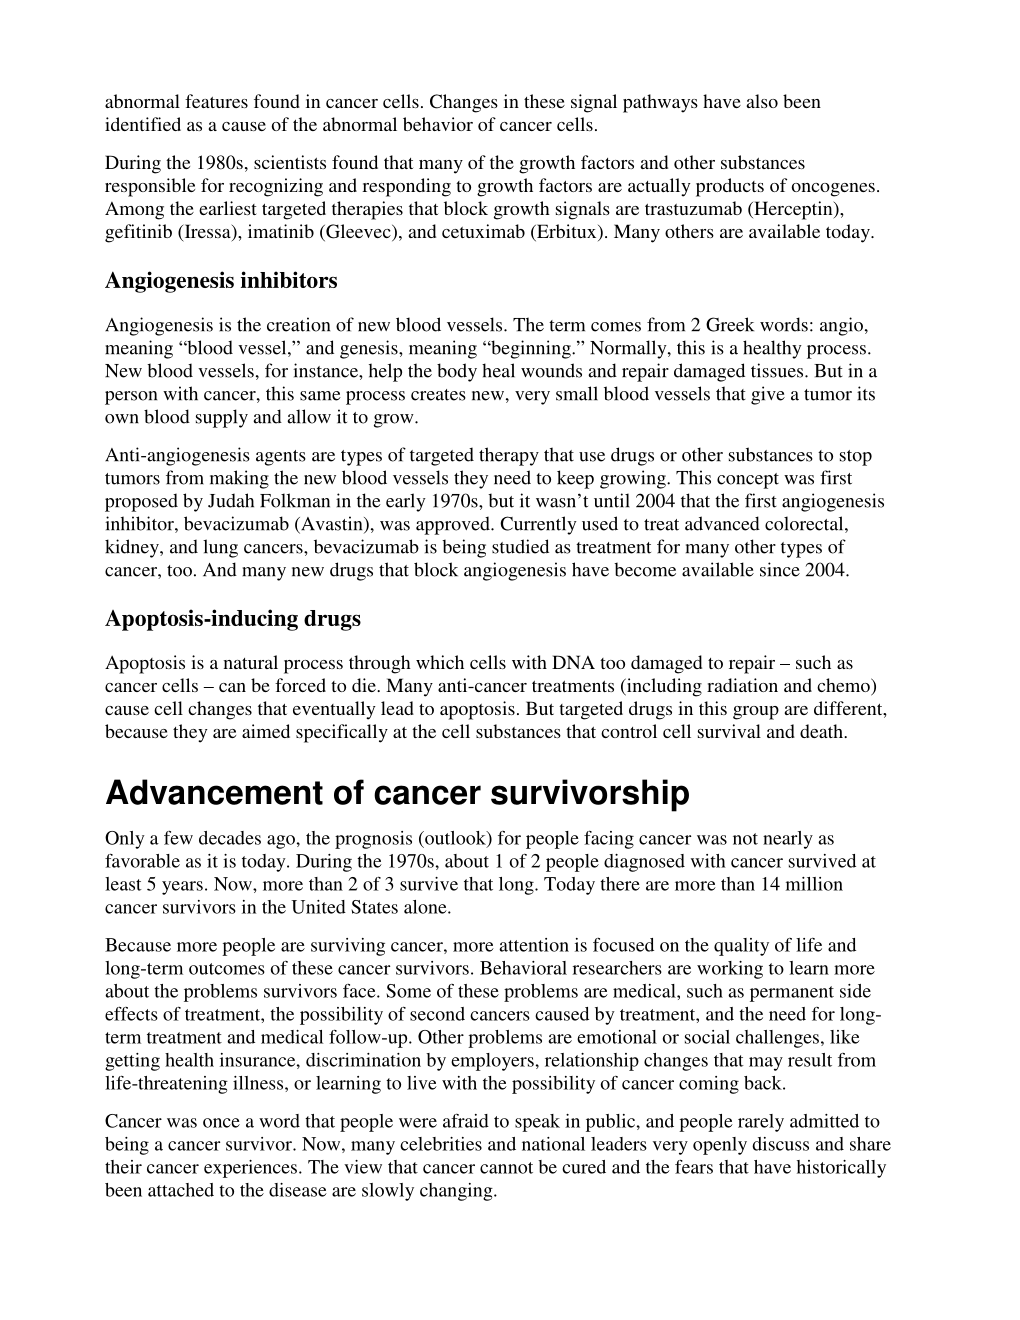 abnormal features found in cancer cells. Changes in these signal pathways have also been
identified as a cause of the abnormal behavior of cancer cells.
During the 1980s, scientists found that many of the growth factors and other substances
responsible for recognizing and responding to growth factors are actually products of oncogenes.
Among the earliest targeted therapies that block growth signals are trastuzumab (Herceptin),
gefitinib (Iressa), imatinib (Gleevec), and cetuximab (Erbitux). Many others are available today.
Angiogenesis inhibitors
Angiogenesis is the creation of new blood vessels. The term comes from 2 Greek words: angio,
meaning “blood vessel,” and genesis, meaning “beginning.” Normally, this is a healthy process.
New blood vessels, for instance, help the body heal wounds and repair damaged tissues. But in a
person with cancer, this same process creates new, very small blood vessels that give a tumor its
own blood supply and allow it to grow.
Anti-angiogenesis agents are types of targeted therapy that use drugs or other substances to stop
tumors from making the new blood vessels they need to keep growing. This concept was first
proposed by Judah Folkman in the early 1970s, but it wasn’t until 2004 that the first angiogenesis
inhibitor, bevacizumab (Avastin), was approved. Currently used to treat advanced colorectal,
kidney, and lung cancers, bevacizumab is being studied as treatment for many other types of
cancer, too. And many new drugs that block angiogenesis have become available since 2004.
Apoptosis-inducing drugs
Apoptosis is a natural process through which cells with DNA too damaged to repair – such as
cancer cells – can be forced to die. Many anti-cancer treatments (including radiation and chemo)
cause cell changes that eventually lead to apoptosis. But targeted drugs in this group are different,
because they are aimed specifically at the cell substances that control cell survival and death.
Advancement of cancer survivorship
Only a few decades ago, the prognosis (outlook) for people facing cancer was not nearly as
favorable as it is today. During the 1970s, about 1 of 2 people diagnosed with cancer survived at
least 5 years. Now, more than 2 of 3 survive that long. Today there are more than 14 million
cancer survivors in the United States alone.
Because more people are surviving cancer, more attention is focused on the quality of life and
long-term outcomes of these cancer survivors. Behavioral researchers are working to learn more
about the problems survivors face. Some of these problems are medical, such as permanent side
effects of treatment, the possibility of second cancers caused by treatment, and the need for long-
term treatment and medical follow-up. Other problems are emotional or social challenges, like
getting health insurance, discrimination by employers, relationship changes that may result from
life-threatening illness, or learning to live with the possibility of cancer coming back.
Cancer was once a word that people were afraid to speak in public, and people rarely admitted to
being a cancer survivor. Now, many celebrities and national leaders very openly discuss and share
their cancer experiences. The view that cancer cannot be cured and the fears that have historically
been attached to the disease are slowly changing.